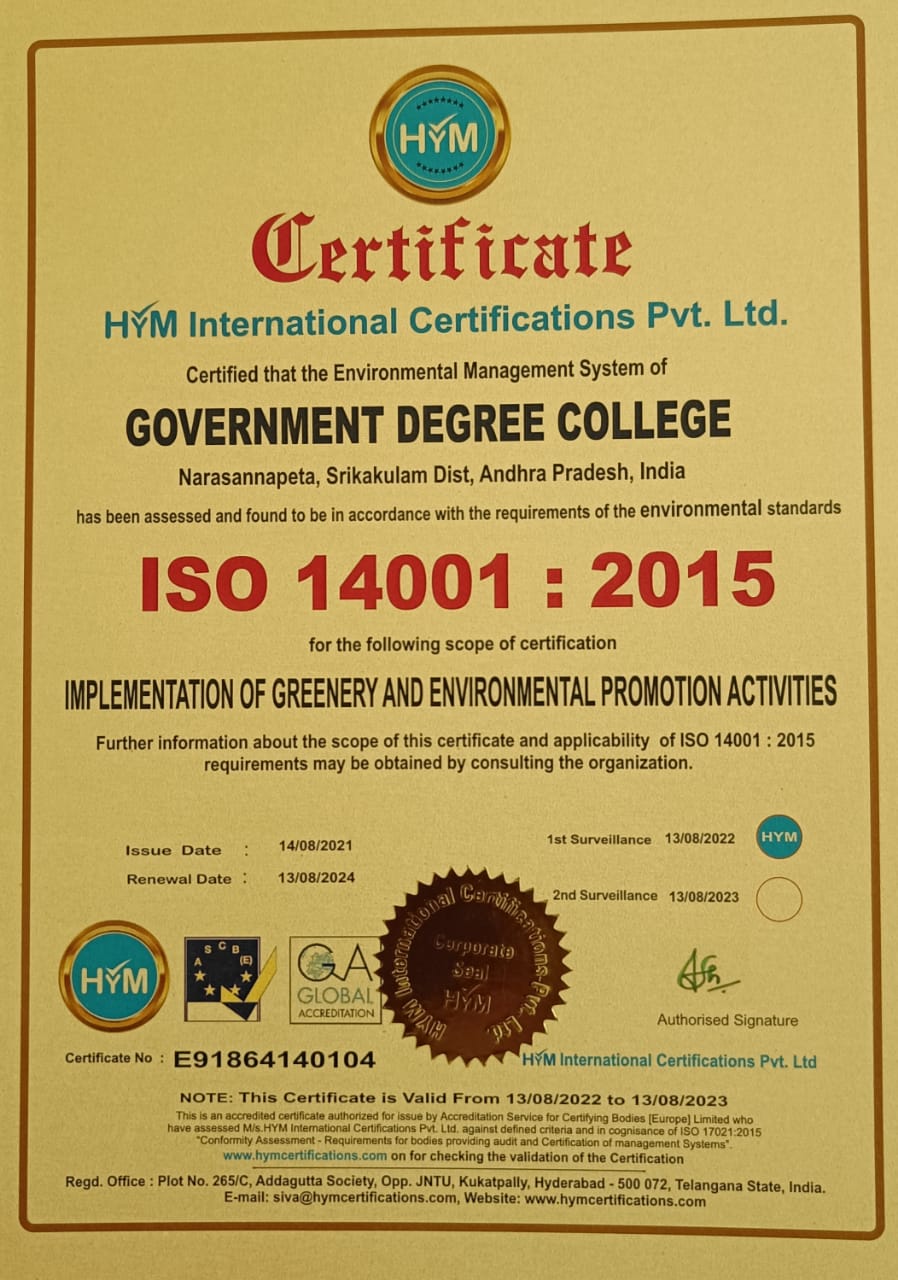 HYM
Certificate
HYM International Certifications Pvt. Ltd.
Certified that the Environmental Management System of
GOVERNMENT DEGREE COLLEGE
Narasannapeta, Srikakulam Dist, Andhra Pradesh, India
has been assessed and found to be in accordance with the requirements of the environmental standards
ISO 14001 : 2015
for the following scope of certification
IMPLEMENTATION OF GREENERY AND ENVIRONMENTAL PROMOTION ACTIVITIES
Further information about the scope of this certificate and applicability of ISO 14001 : 2015
requirements may be obtained by consulting the organization.
Issue Date : 14/08/2021
Renewal Date : 13/08/2024
1st Surveillance 13/08/2022 HYM
2nd Surveillance 13/08/2023
HYM
ASCB (E)
GA
GLOBAL
ACCREDITATION
HYM International Certifications Pvt. Ltd.
Corporate
Seal
HYM
Authorised Signature
Certificate No : E91864140104
HYM International Certifications Pvt. Ltd
NOTE: This Certificate is Valid From 13/08/2022 to 13/08/2023
This is an accredited certificate authorized for issue by Accreditation Service for Certifying Bodies [Europe] Limited who
have assessed M/s.HYM International Certifications Pvt. Ltd. against defined criteria and in cognisance of ISO 17021:2015
"Conformity Assessment - Requirements for bodies providing audit and Certification of management Systems".
www.hymcertifications.com on for checking the validation of the Certification
Regd. Office : Plot No. 265/C, Addagutta Society, Opp. JNTU, Kukatpally, Hyderabad - 500 072, Telangana State, India.
E-mail: siva@hymcertifications.com, Website: www.hymcertifications.com